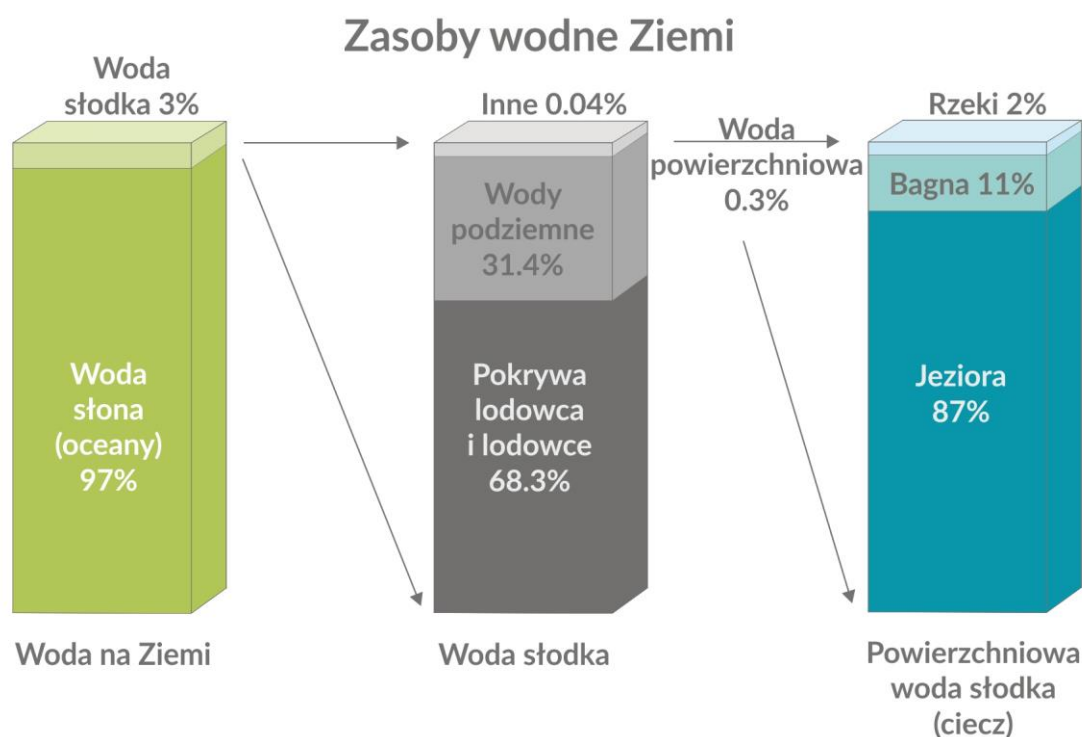 Zasoby wodne Ziemi
Woda
słodka 3%
Woda
słona
(oceany)
97%
Woda na Ziemi
Inne 0.04%
Wody
podziemne
31.4%
Pokrywa
lodowca
i lodowce
68.3%
Woda słodka
Woda
powierzchniowa
0.3%
Rzeki 2%
Bagna 11%
Jeziora
87%
Powierzchniowa
woda słodka
(ciecz)